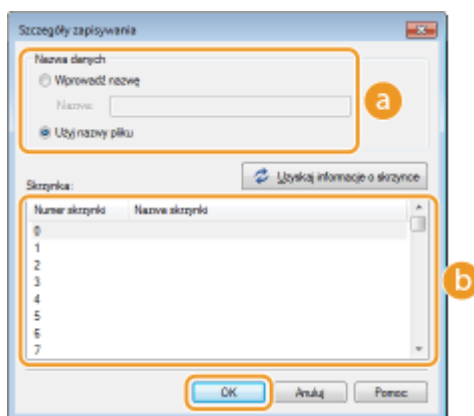 Szczegóły zapisywania
Nazwa danych
Wprowadź nazwę
Nazwa:
Użyj nazwy pliku
a
Uzyskaj informacje o skrzynce
Skrzynka:
Numer skrzynki Nazwa skrzynki
0
1
2
3
4
5
6
7
b
OK Anuluj Pomoc